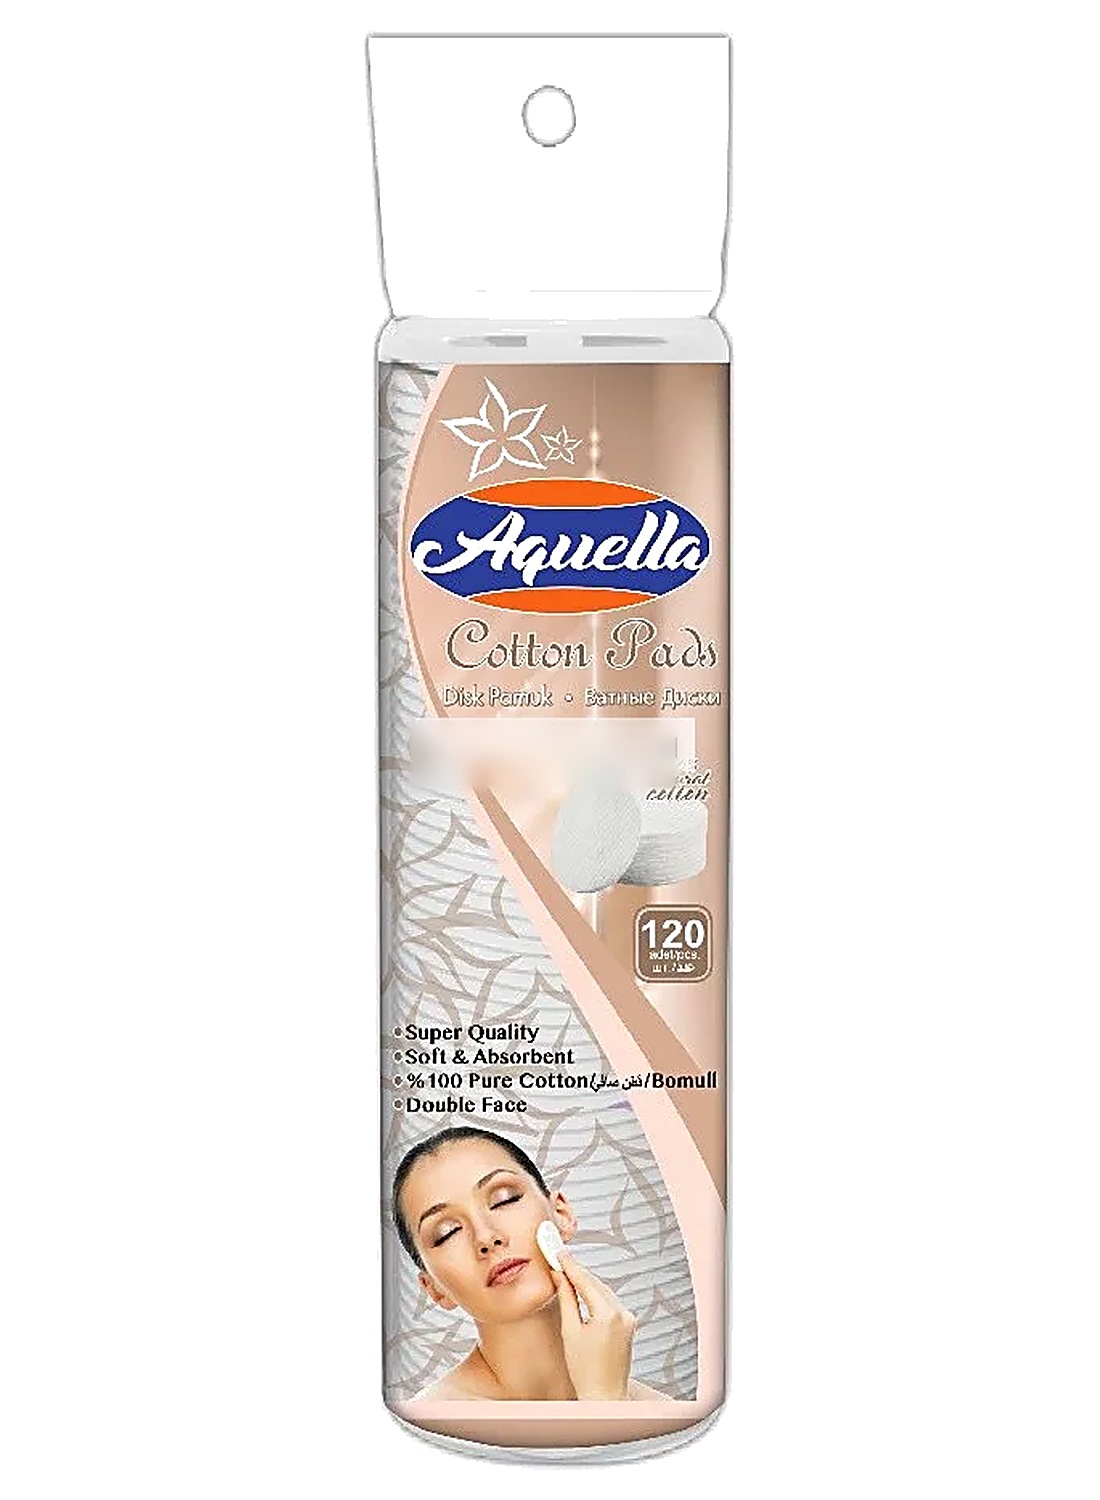 Aquella
Cotton Pads
Disk Pamuk • Ватные Диски
cotton
120
adet/pcs.
шт./عدد
•Super Quality
•Soft & Absorbent
•%100 Pure Cotton/قطن صافي/Bomull
•Double Face